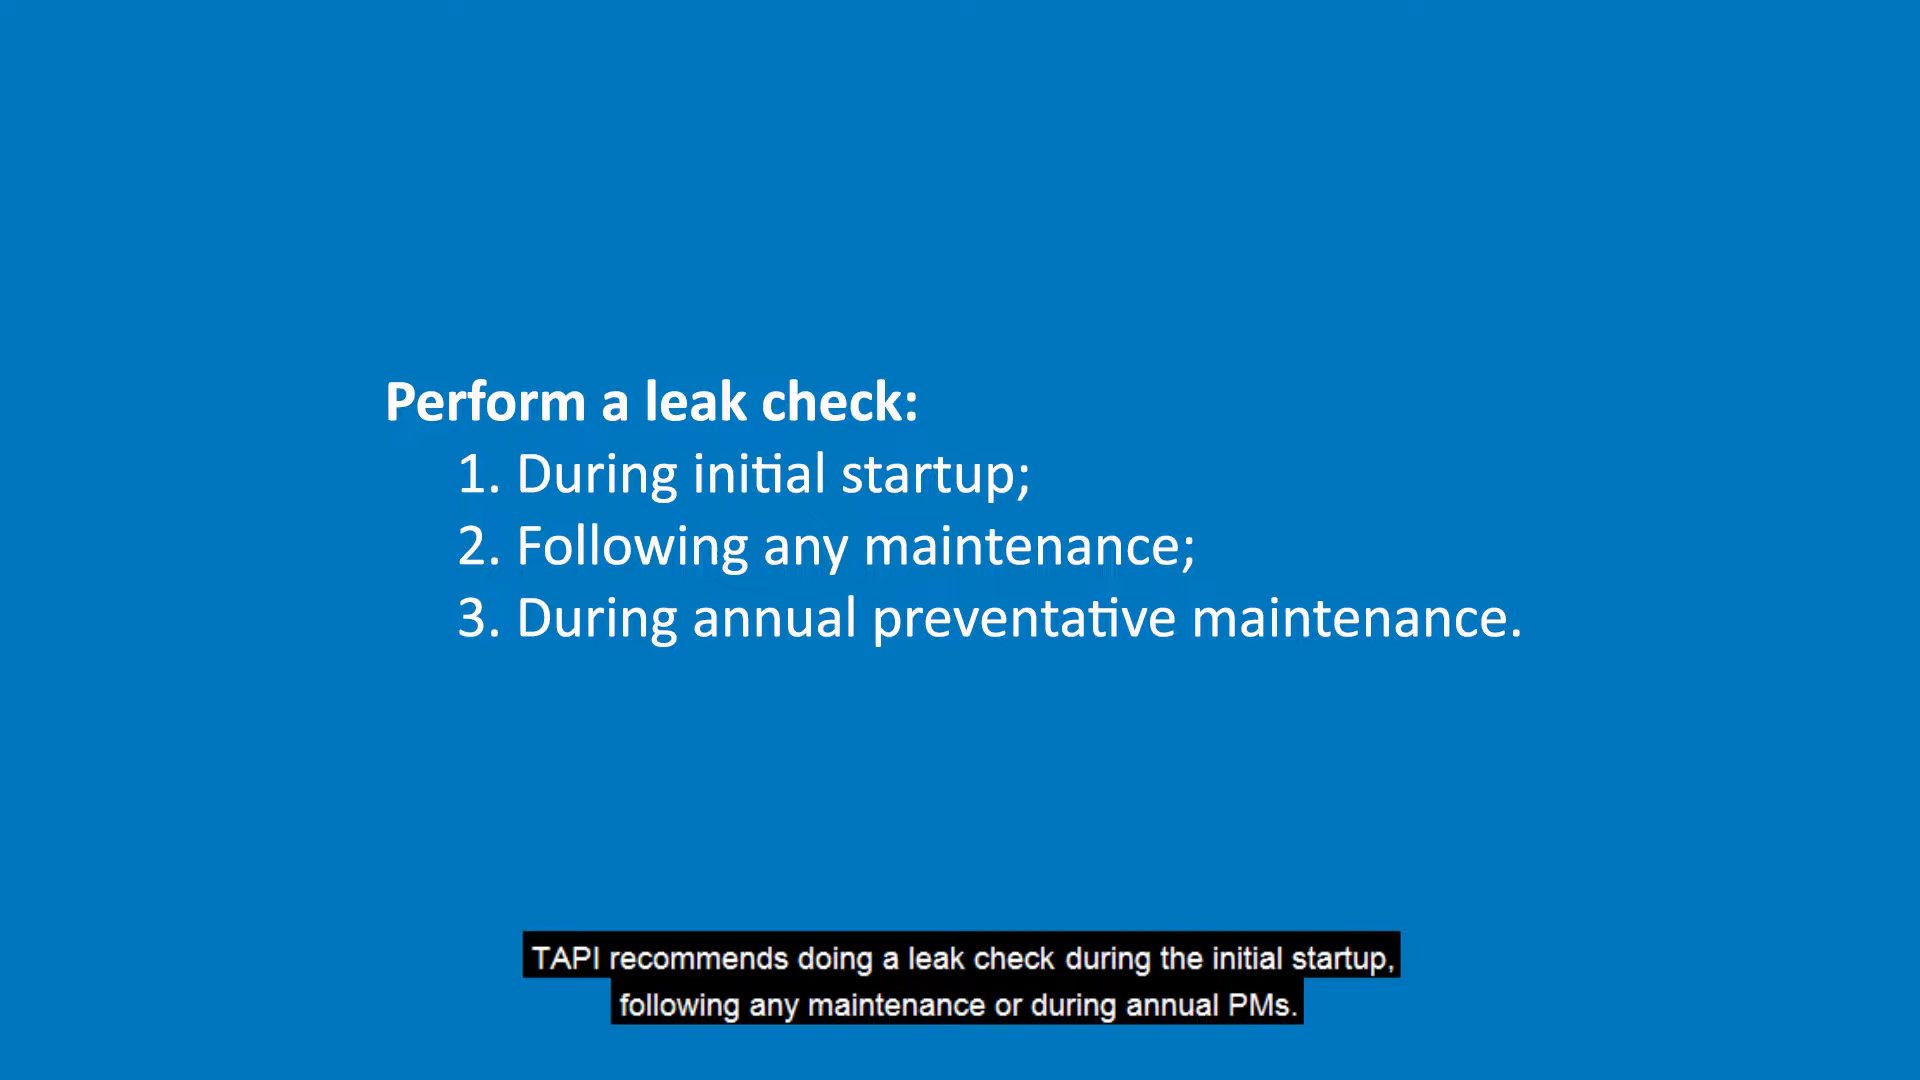 Perform a leak check:
1. During initial startup;
2. Following any maintenance;
3. During annual preventative maintenance.
TAPI recommends doing a leak check during the initial startup,
following any maintenance or during annual PMs.